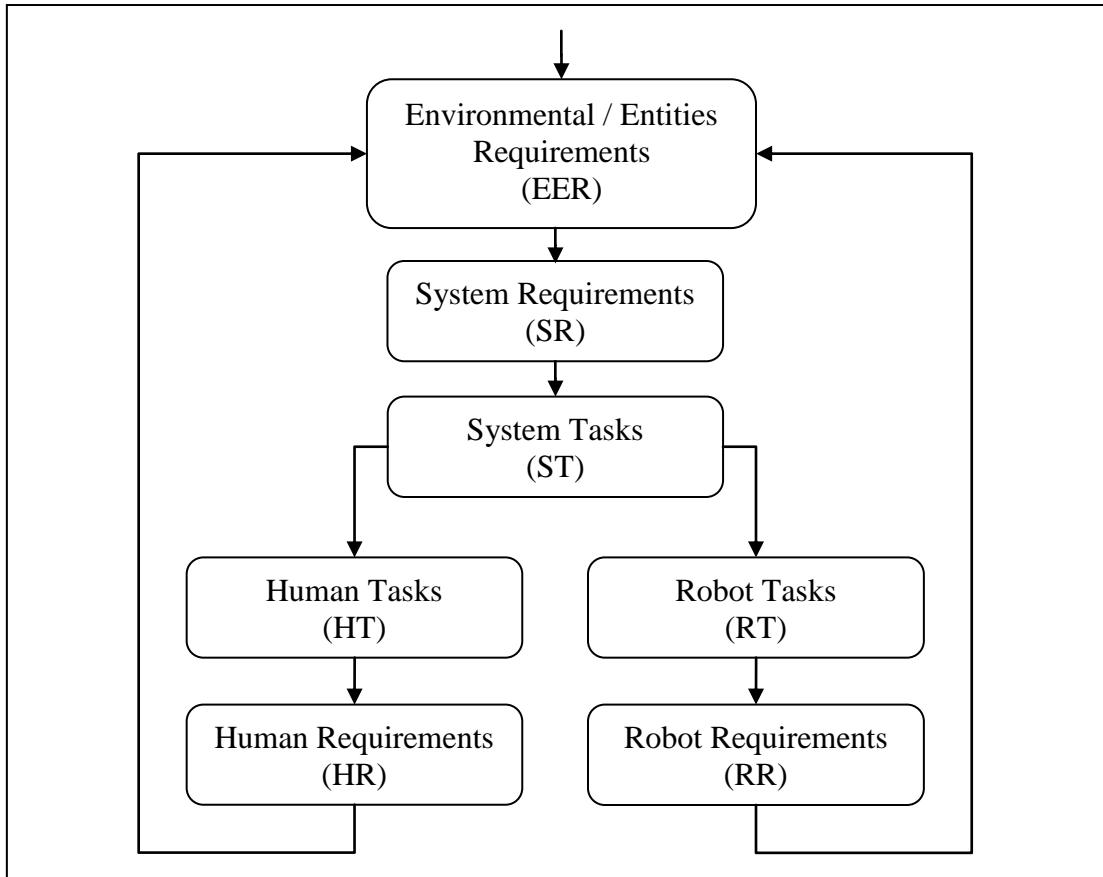 Environmental / Entities
Requirements
(EER)
System Requirements
(SR)
System Tasks
(ST)
Human Tasks
(HT)
Robot Tasks
(RT)
Human Requirements
(HR)
Robot Requirements
(RR)